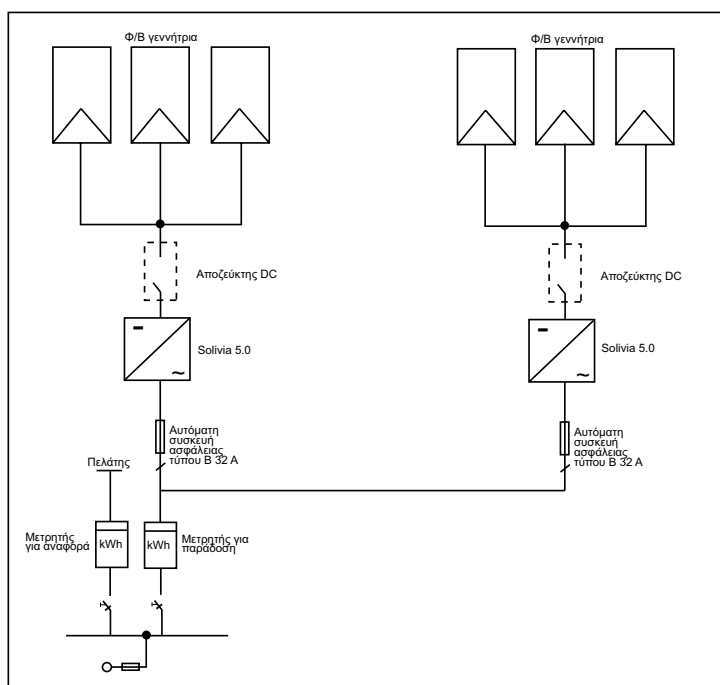 Φ/Β γεννήτρια
Φ/Β γεννήτρια
Αποζεύκτης DC
Αποζεύκτης DC
Solivia 5.0
Solivia 5.0
Αυτόματη
συσκευή
ασφάλειας
τύπου B 32 A
Αυτόματη
συσκευή
ασφάλειας
τύπου B 32 A
Πελάτης
Μετρητής
για αναφορά
kWh
kWh
Μετρητής για
παράδοση